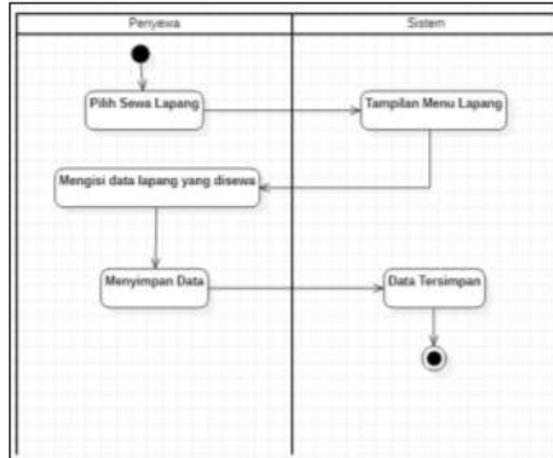 Penyewa
Sistem
Pilih Sewa Lapang
Tampilan Menu Lapang
Mengisi data lapang yang disewa
Menyimpan Data
Data Tersimpan